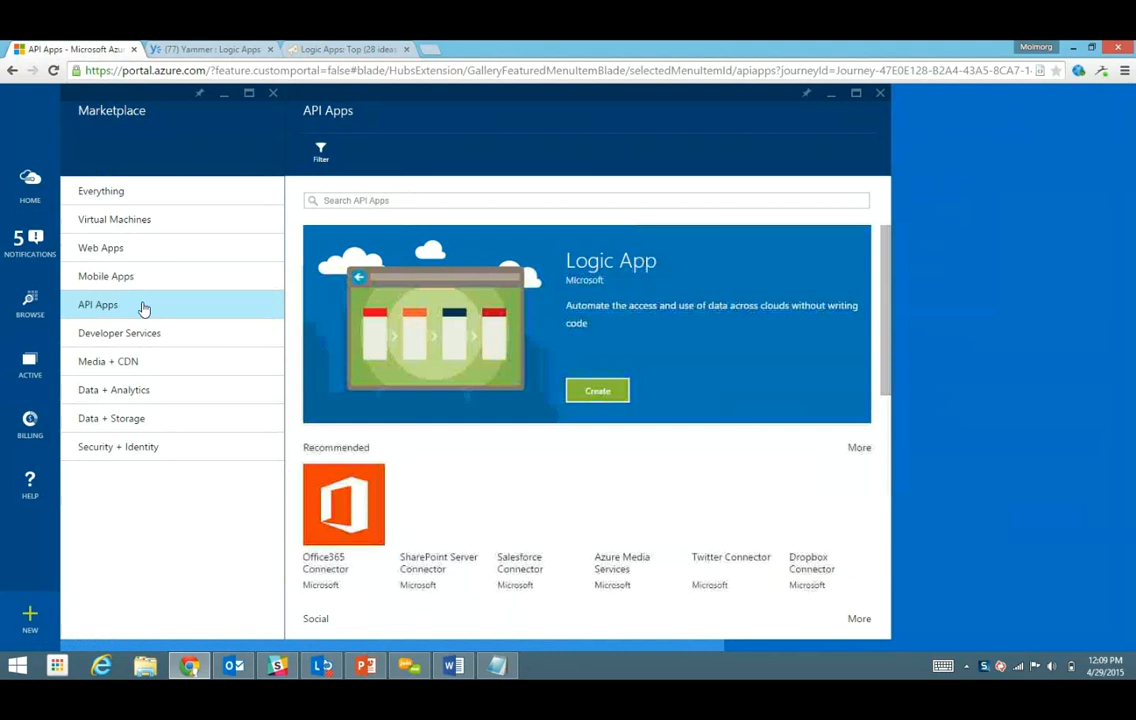 API Apps - Microsoft Azu
(77) Yammer : Logic Apps
Logic Apps: Top (28 ideas
Molmorg
https://portal.azure.com/?feature.customportal=false#blade/HubsExtension/GalleryFeaturedMenuItemBlade/selectedMenuItemId/apiapps?journeyId=Journey-47E0E128-B2A4-43A5-8CA7-1
Marketplace
API Apps
Filter
Search API Apps
HOME
5
NOTIFICATIONS
BROWSE
ACTIVE
BILLING
HELP
NEW
Everything
Virtual Machines
Web Apps
Mobile Apps
API Apps
Developer Services
Media + CDN
Data + Analytics
Data + Storage
Security + Identity
Logic App
Microsoft
Automate the access and use of data across clouds without writing
code
Create
Recommended
More
Office365
Connector
Microsoft
SharePoint Server
Connector
Microsoft
Salesforce
Connector
Microsoft
Azure Media
Services
Microsoft
Twitter Connector
Microsoft
Dropbox
Connector
Microsoft
Social
More
12:09 PM
4/29/2015